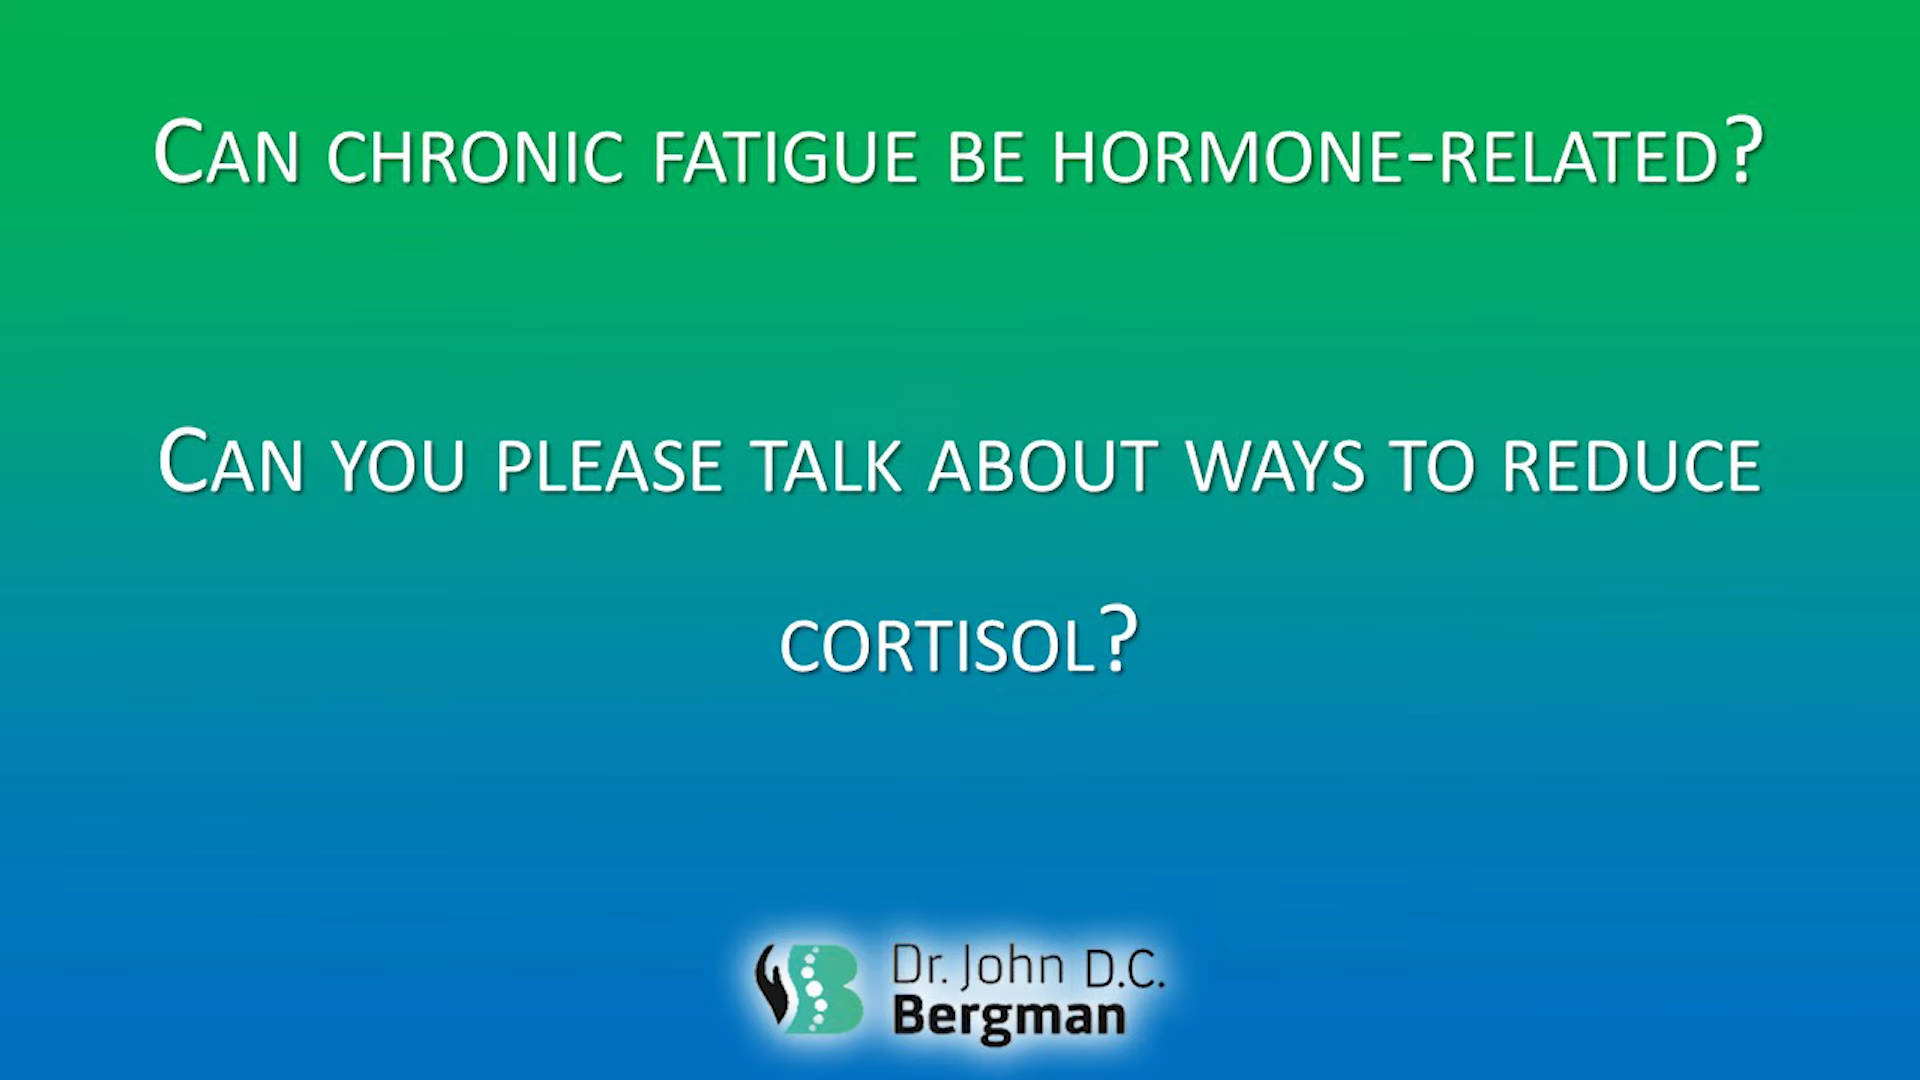 Can chronic fatigue be hormone-related?
Can you please talk about ways to reduce
cortisol?
Dr. John D.C.
Bergman